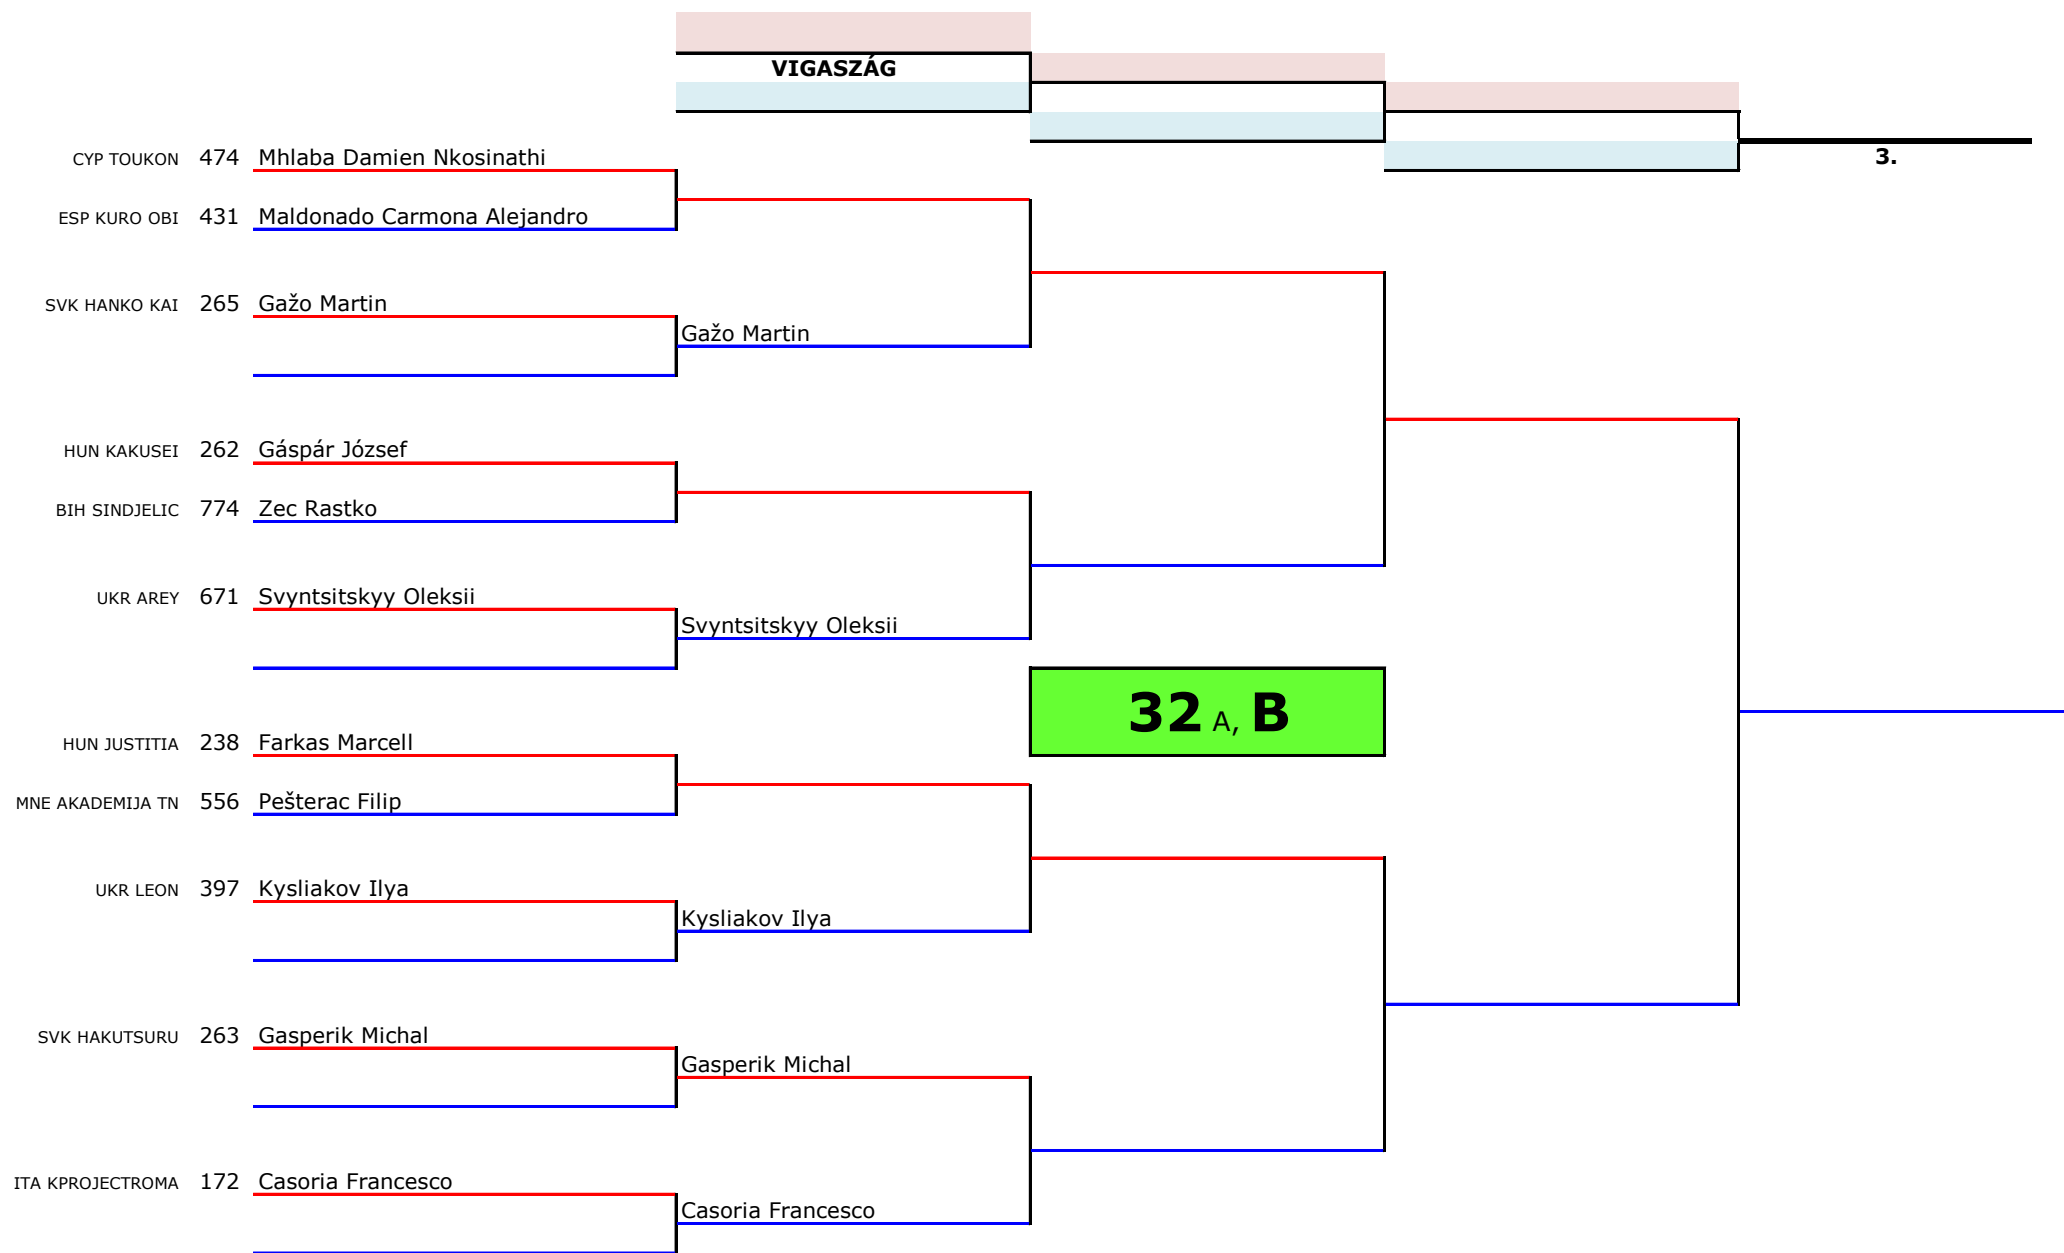 VIGASZÁG
3.
CYP TOUKON 474 Mhlaba Damien Nkosinathi
ESP KURO OBI 431 Maldonado Carmona Alejandro
SVK HANKO KAI 265 Gažo Martin
Gažo Martin
HUN KAKUSEI 262 Gáspár József
BIH SINDJELIC 774 Zec Rastko
UKR AREY 671 Svyntsitskyy Oleksii
Svyntsitskyy Oleksii
32 A, B
HUN JUSTITIA 238 Farkas Marcell
MNE AKADEMIJA TN 556 Pešterac Filip
UKR LEON 397 Kysliakov Ilya
Kysliakov Ilya
SVK HAKUTSURU 263 Gasperik Michal
Gasperik Michal
ITA KPROJECTROMA 172 Casoria Francesco
Casoria Francesco